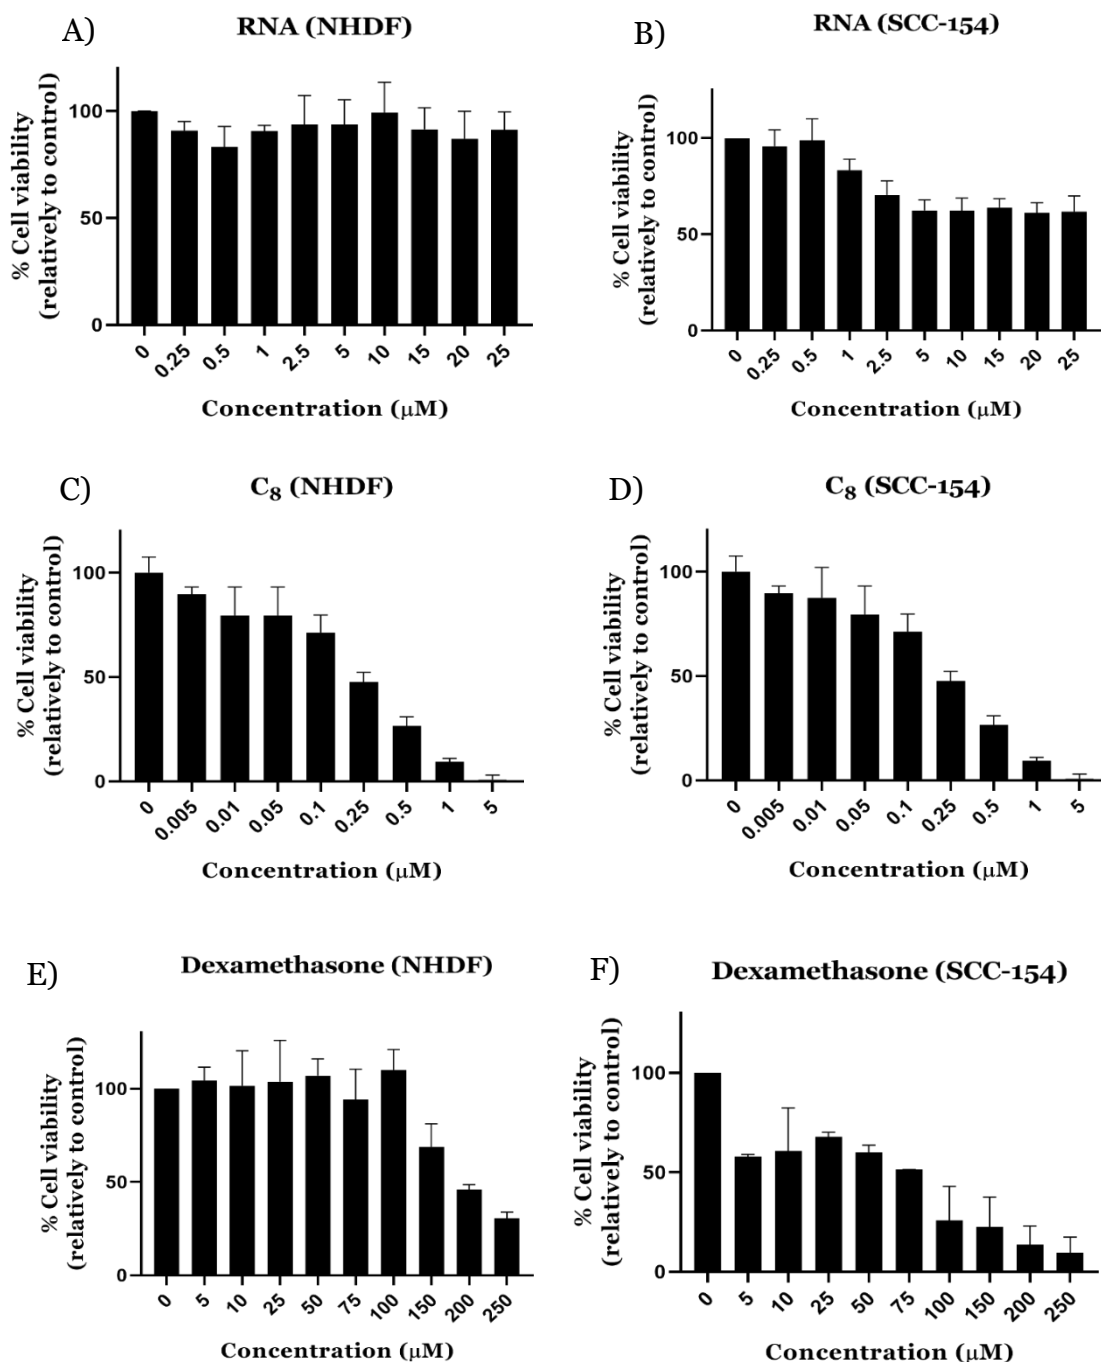 A)
RNA (NHDF)
% Cell viability
(relatively to control)
100
50
0
0 0.25 0.5 1 2.5 5 10 15 20 25
Concentration (μM)
B)
RNA (SCC-154)
% Cell viability
(relatively to control)
100
50
0
0 0.25 0.5 1 2.5 5 10 15 20 25
Concentration (μM)
C)
C₈ (NHDF)
% Cell viability
(relatively to control)
100
50
0
0 0.005 0.01 0.05 0.1 0.25 0.5 1 5
Concentration (μM)
D)
C₈ (SCC-154)
% Cell viability
(relatively to control)
100
50
0
0 0.005 0.01 0.05 0.1 0.25 0.5 1 5
Concentration (μM)
E)
Dexamethasone (NHDF)
% Cell viability
(relatively to control)
100
50
0
0 5 10 25 50 75 100 150 200 250
Concentration (μM)
F)
Dexamethasone (SCC-154)
% Cell viability
(relatively to control)
100
50
0
0 5 10 25 50 75 100 150 200 250
Concentration (μM)